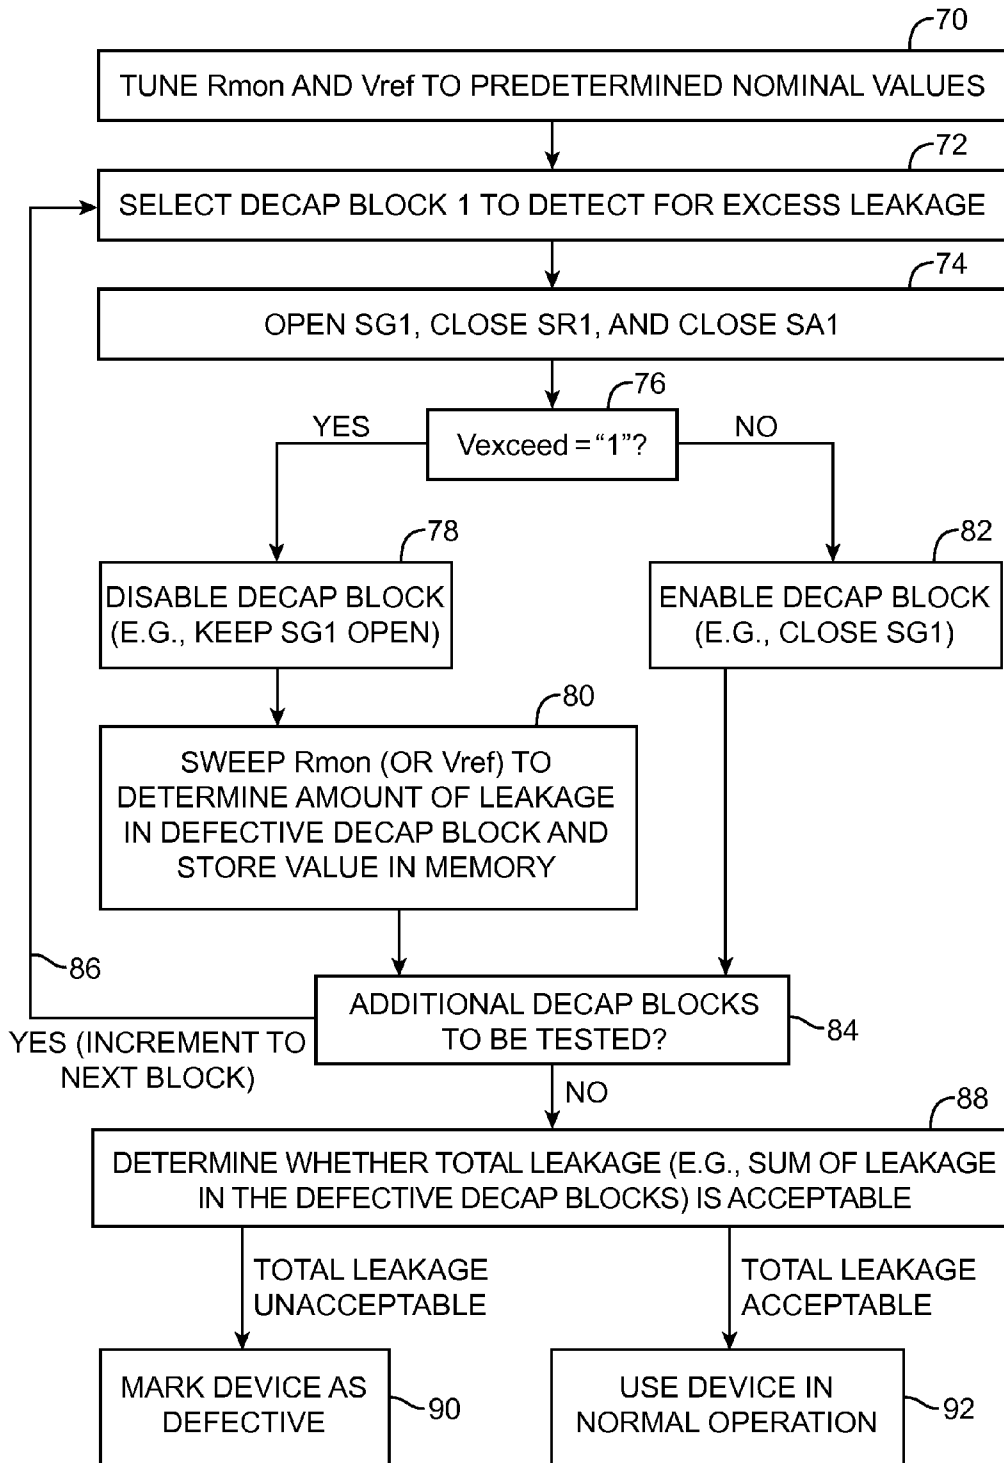 70
TUNE Rmon AND Vref TO PREDETERMINED NOMINAL VALUES
72
SELECT DECAP BLOCK 1 TO DETECT FOR EXCESS LEAKAGE
74
OPEN SG1, CLOSE SR1, AND CLOSE SA1
76
YES
Vexceed = “1”?
NO
78
DISABLE DECAP BLOCK
(E.G., KEEP SG1 OPEN)
82
ENABLE DECAP BLOCK
(E.G., CLOSE SG1)
80
SWEEP Rmon (OR Vref) TO
DETERMINE AMOUNT OF LEAKAGE
IN DEFECTIVE DECAP BLOCK AND
STORE VALUE IN MEMORY
86
ADDITIONAL DECAP BLOCKS
TO BE TESTED?
84
YES (INCREMENT TO
NEXT BLOCK)
NO
88
DETERMINE WHETHER TOTAL LEAKAGE (E.G., SUM OF LEAKAGE
IN THE DEFECTIVE DECAP BLOCKS) IS ACCEPTABLE
TOTAL LEAKAGE
UNACCEPTABLE
TOTAL LEAKAGE
ACCEPTABLE
MARK DEVICE AS
DEFECTIVE
90
USE DEVICE IN
NORMAL OPERATION
92